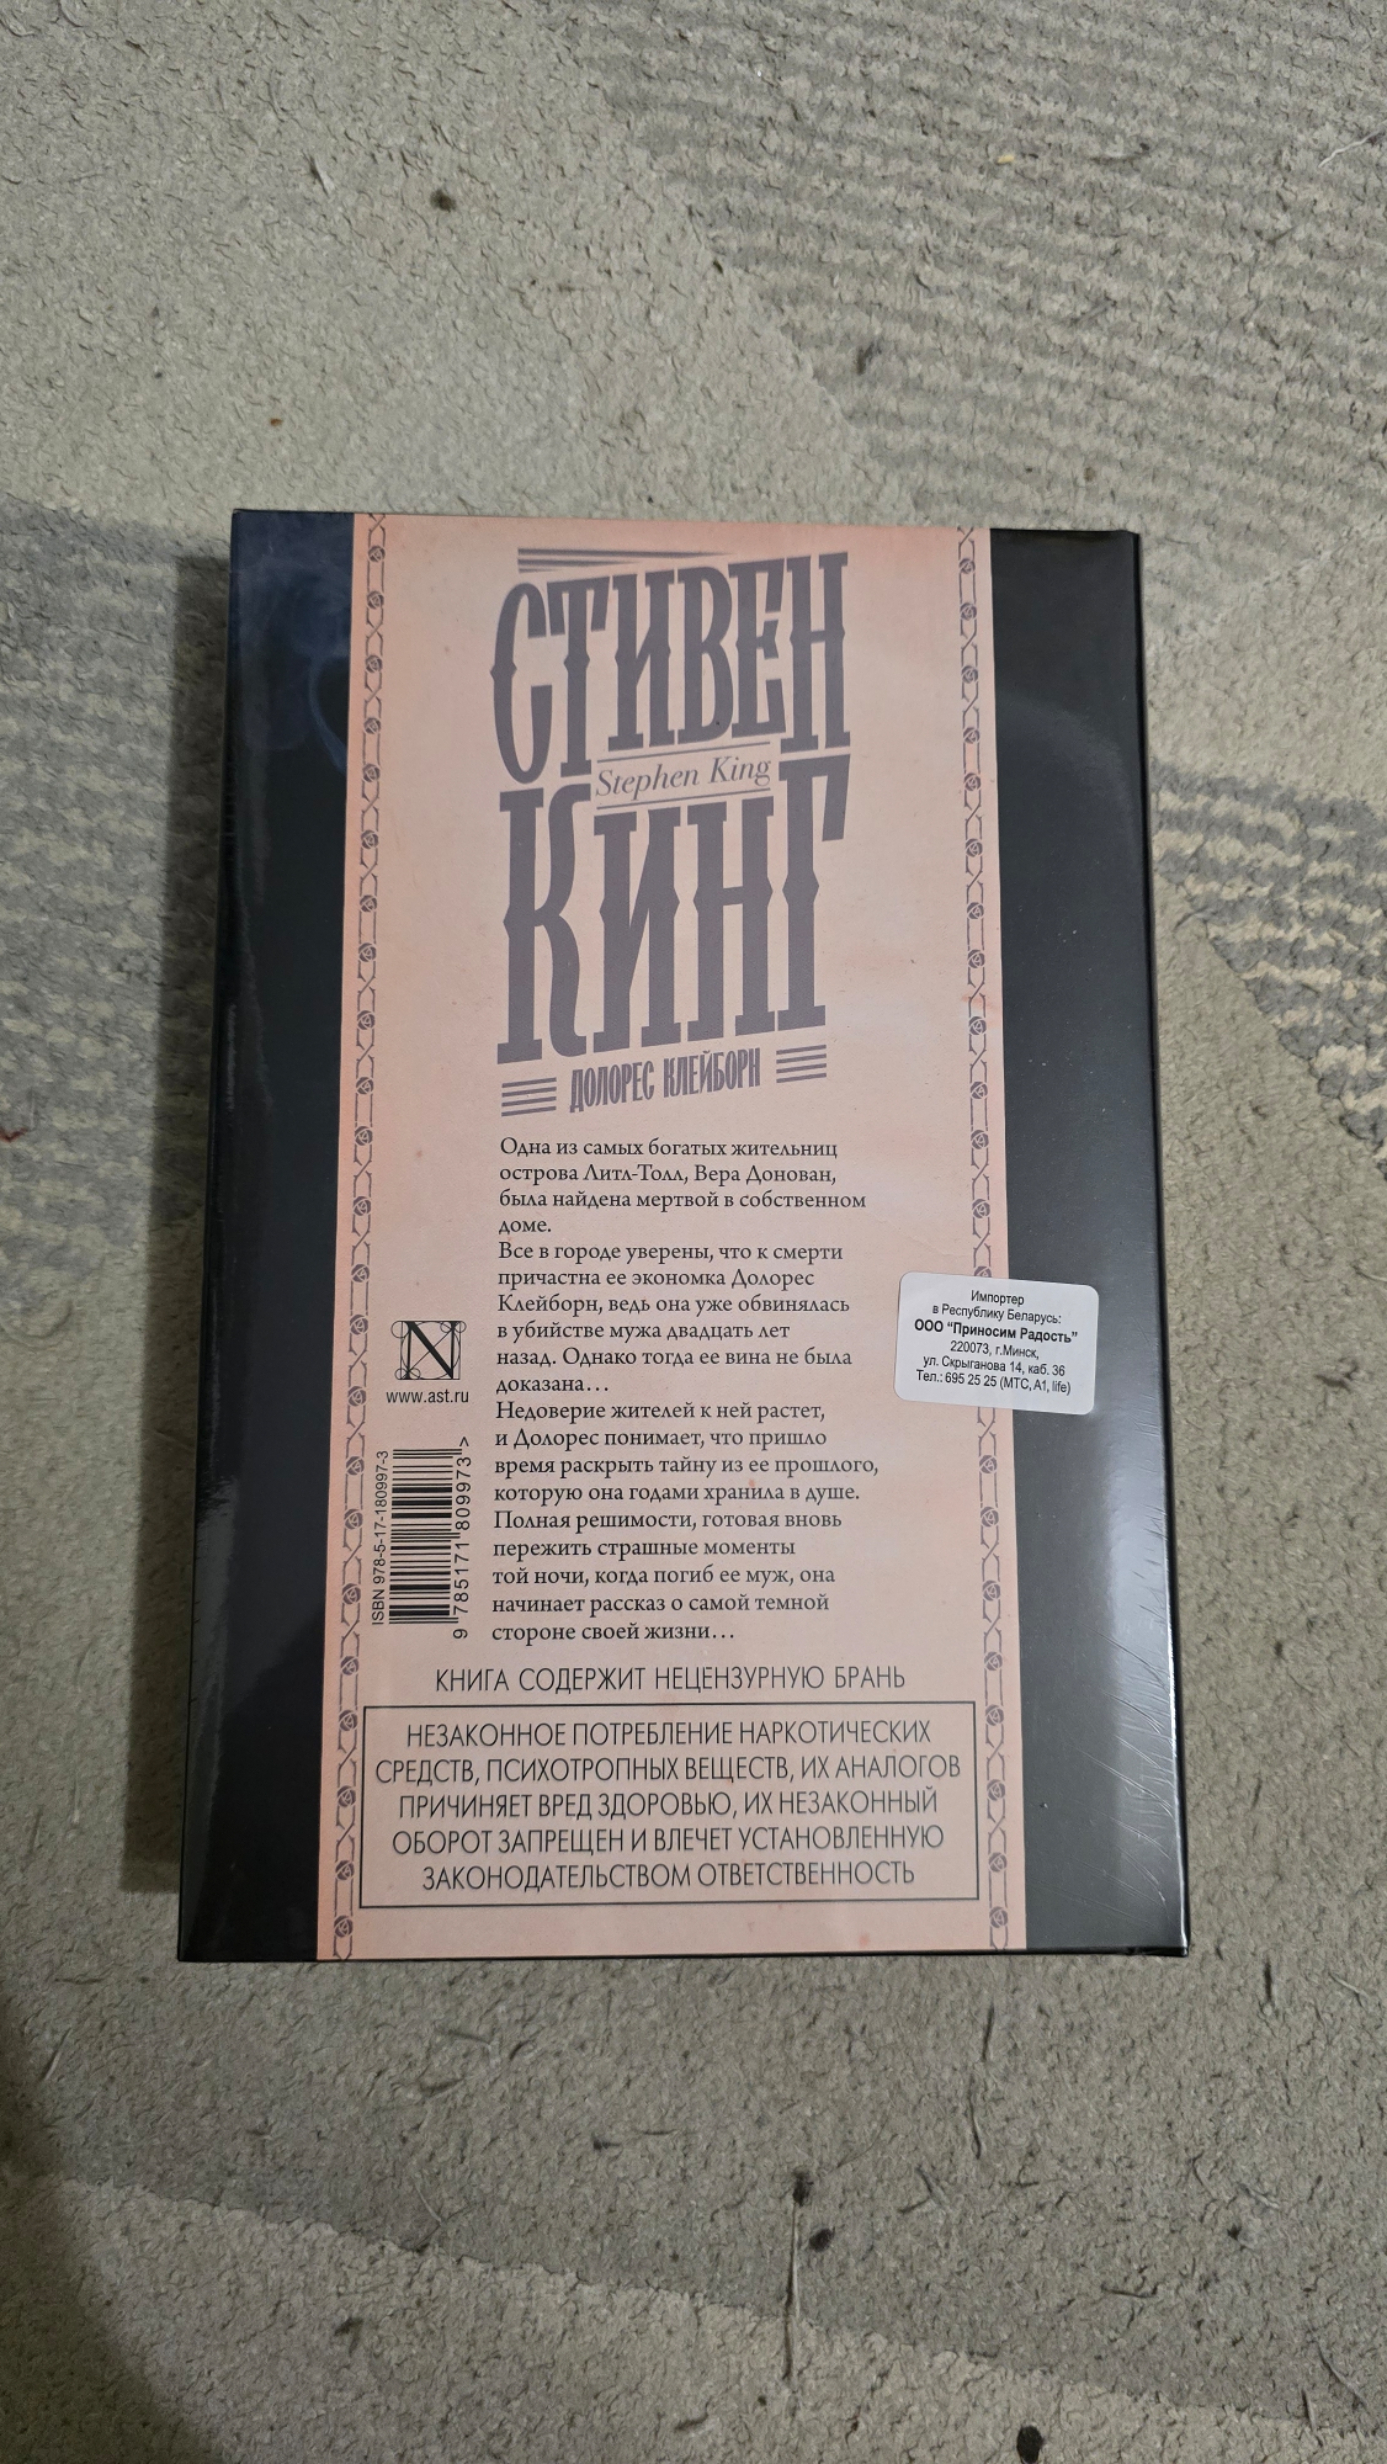 СТИВЕН
Stephen King
КИНГ
ДОЛОРЕС КЛЕЙБОРН
Одна из самых богатых жительниц
острова Литл-Толл, Вера Донован,
была найдена мертвой в собственном
доме.
Все в городе уверены, что к смерти
причастна ее экономка Долорес
Клейборн, ведь она уже обвинялась
в убийстве мужа двадцать лет
назад. Однако тогда ее вина не была
доказана...
Недоверие жителей к ней растет,
и Долорес понимает, что пришло
время раскрыть тайну из ее прошлого,
которую она годами хранила в душе.
Полная решимости, готовая вновь
пережить страшные моменты
той ночи, когда погиб ее муж, она
начинает рассказ о самой темной
стороне своей жизни...
N
www.ast.ru
ISBN 978-5-17-180997-3
9 785171 809973 >
Импортер
в Республику Беларусь:
ООО "Приносим Радость"
220073, г.Минск,
ул. Скрыганова 14, каб. 36
Тел.: 695 25 25 (МТС, А1, life)
КНИГА СОДЕРЖИТ НЕЦЕНЗУРНУЮ БРАНЬ
НЕЗАКОННОЕ ПОТРЕБЛЕНИЕ НАРКОТИЧЕСКИХ
СРЕДСТВ, ПСИХОТРОПНЫХ ВЕЩЕСТВ, ИХ АНАЛОГОВ
ПРИЧИНЯЕТ ВРЕД ЗДОРОВЬЮ, ИХ НЕЗАКОННЫЙ
ОБОРОТ ЗАПРЕЩЕН И ВЛЕЧЕТ УСТАНОВЛЕННУЮ
ЗАКОНОДАТЕЛЬСТВОМ ОТВЕТСТВЕННОСТЬ